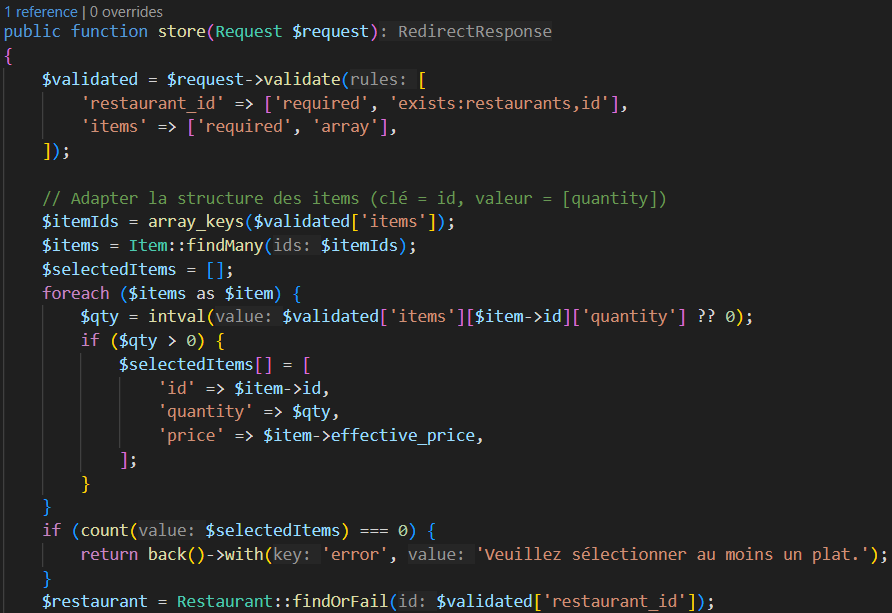 1 reference | 0 overrides
public function store(Request $request): RedirectResponse
{
    $validated = $request->validate(rules: [
        'restaurant_id' => ['required', 'exists:restaurants,id'],
        'items' => ['required', 'array'],
    ]);

    // Adapter la structure des items (clé = id, valeur = [quantity])
    $itemIds = array_keys($validated['items']);
    $items = Item::findMany(ids: $itemIds);
    $selectedItems = [];
    foreach ($items as $item) {
        $qty = intval(value: $validated['items'][$item->id]['quantity'] ?? 0);
        if ($qty > 0) {
            $selectedItems[] = [
                'id' => $item->id,
                'quantity' => $qty,
                'price' => $item->effective_price,
            ];
        }
    }
    if (count(value: $selectedItems) === 0) {
        return back()->with(key: 'error', value: 'Veuillez sélectionner au moins un plat.');
    }
    $restaurant = Restaurant::findOrFail(id: $validated['restaurant_id']);